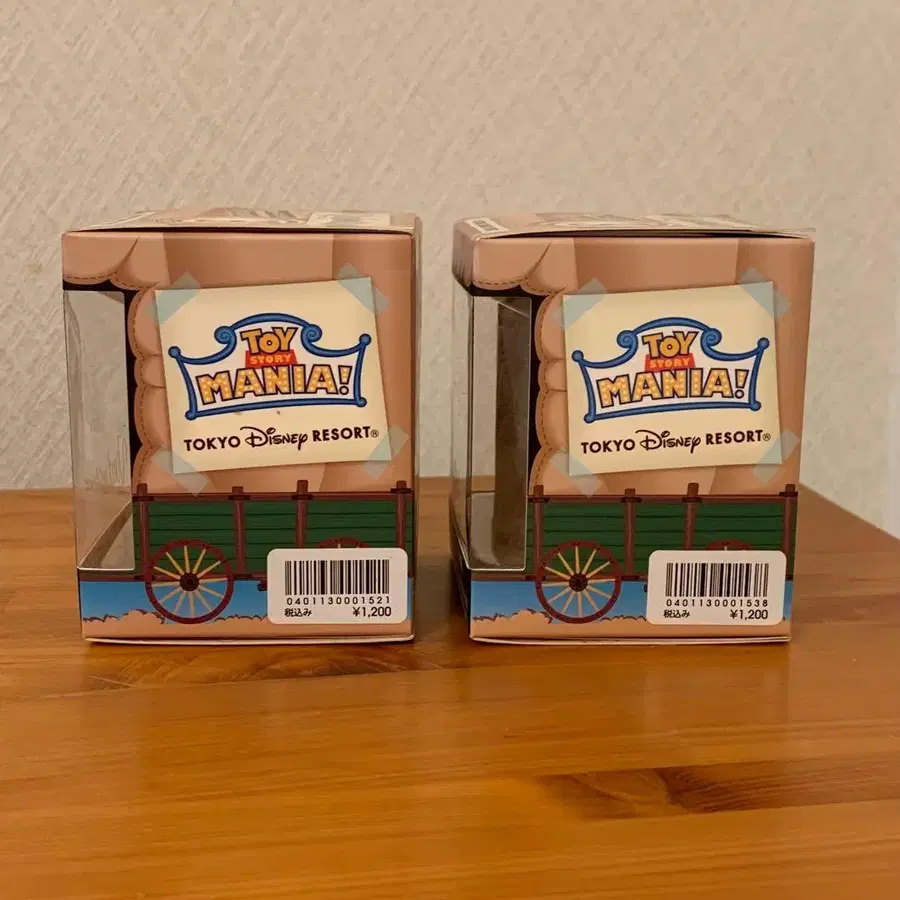 TOY
STORY
MANIA!
TOKYO Disney RESORT®
0401130001521
税込み ¥1,200
TOY
STORY
MANIA!
TOKYO Disney RESORT®
0401130001538
税込み ¥1,200